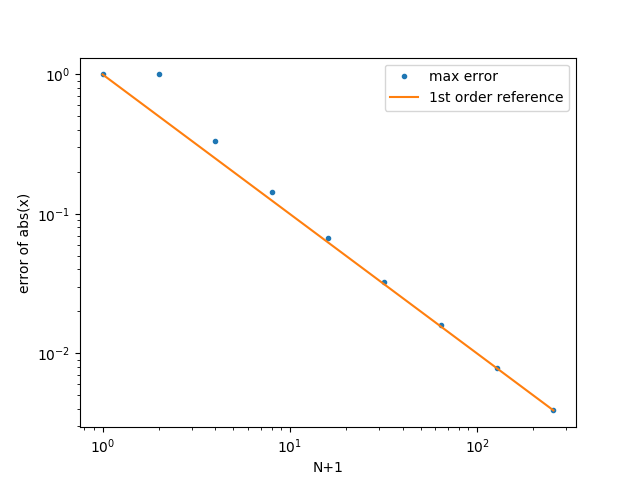 max error
1st order reference
10⁰
10⁻¹
10⁻²
error of abs(x)
10⁰
10¹
10²
N+1